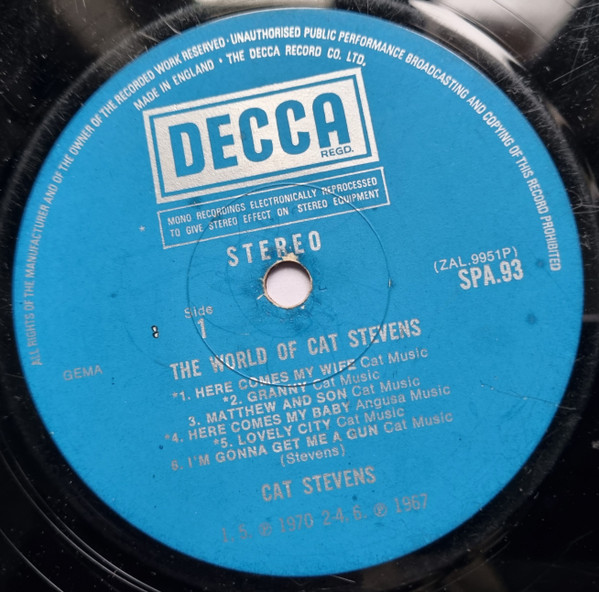 ALL RIGHTS OF THE MANUFACTURER AND OF THE OWNER OF THE RECORDED WORK RESERVED · UNAUTHORISED PUBLIC PERFORMANCE BROADCASTING AND COPYING OF THIS RECORD PROHIBITED
MADE IN ENGLAND · THE DECCA RECORD CO. LTD.
DECCA
REGD.
MONO RECORDINGS ELECTRONICALLY REPROCESSED
TO GIVE STEREO EFFECT ON STEREO EQUIPMENT
STEREO
(ZAL.9951P)
SPA.93
Side
1
GEMA
THE WORLD OF CAT STEVENS
*1. HERE COMES MY WIFE Cat Music
*2. GRANNY Cat Music
3. MATTHEW AND SON Cat Music
*4. HERE COMES MY BABY Angusa Music
*5. LOVELY CITY Cat Music
6. I'M GONNA GET ME A GUN Cat Music
(Stevens)
CAT STEVENS
1, 5, ℗ 1970 2-4, 6, ℗ 1967